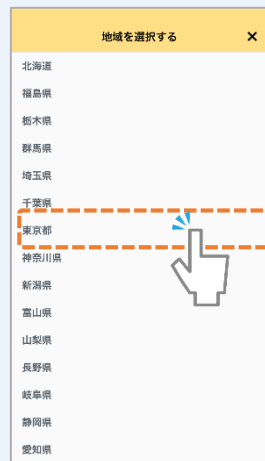 地域を選択する ×
北海道
福島県
栃木県
群馬県
埼玉県
千葉県
東京都
神奈川県
新潟県
富山県
山梨県
長野県
岐阜県
静岡県
愛知県